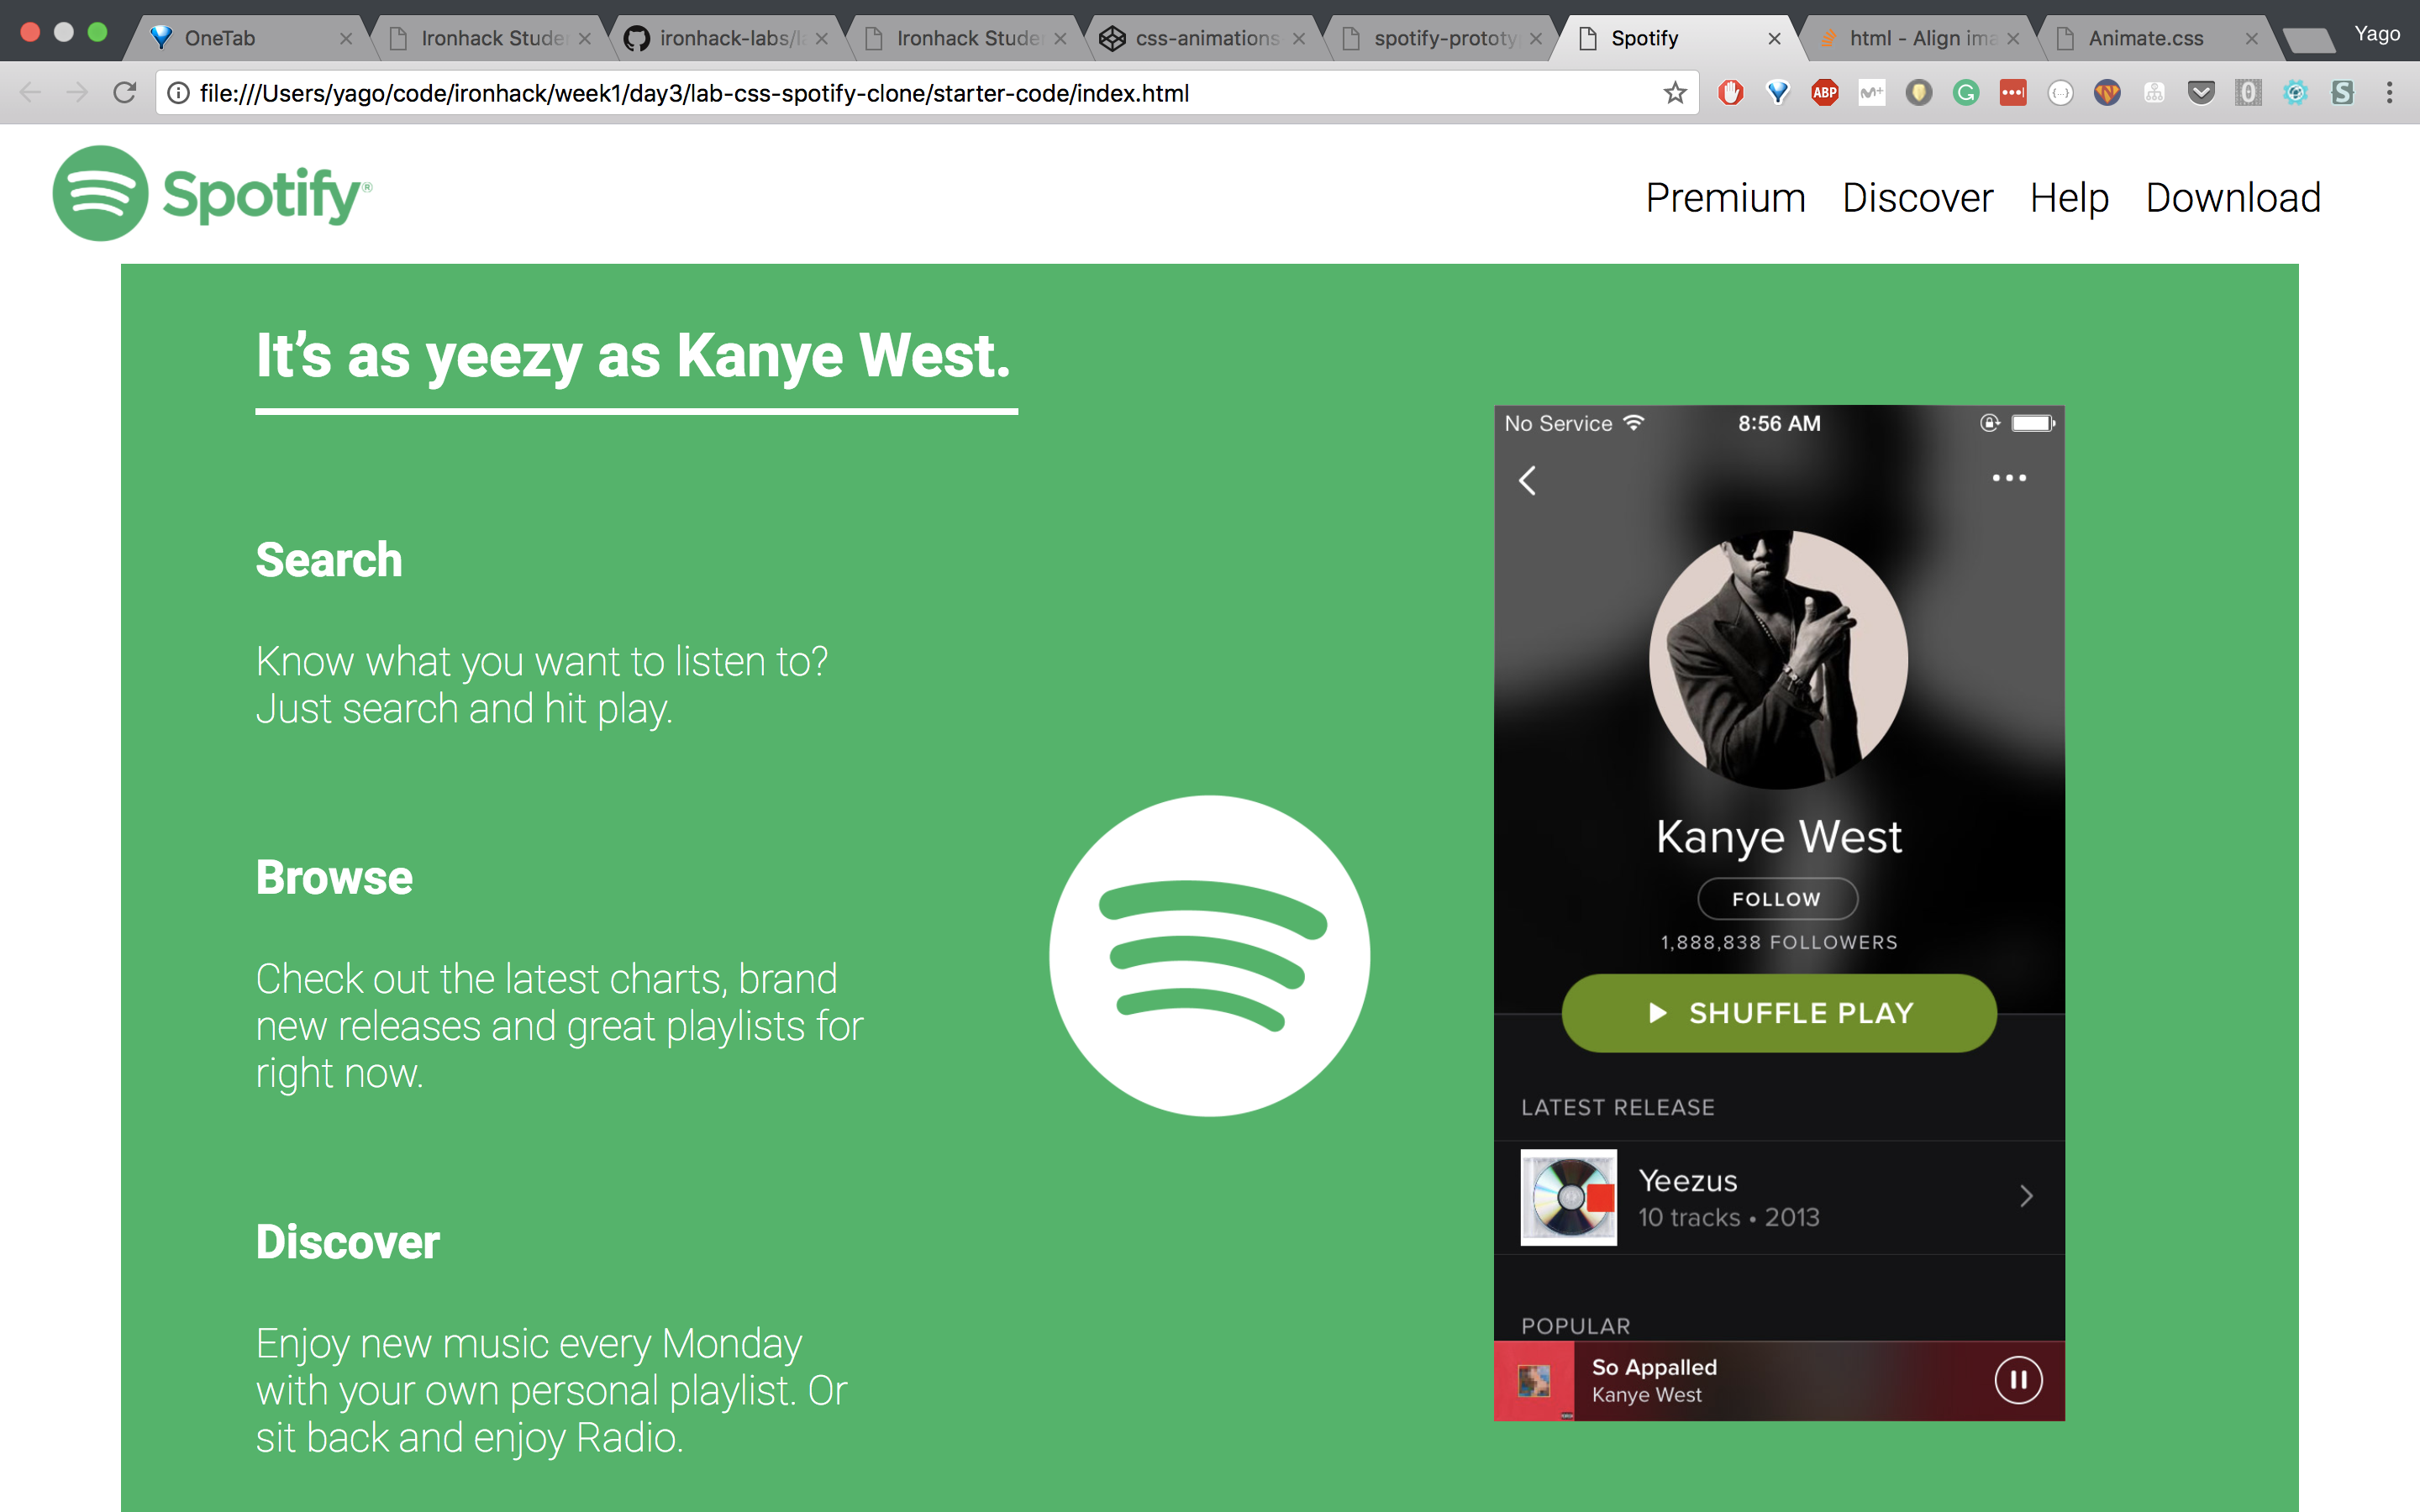 OneTab
Ironhack Stude
ironhack-labs/la
Ironhack Stude
css-animations
spotify-prototy
Spotify
html - Align ima
Animate.css
Yago
file:///Users/yago/code/ironhack/week1/day3/lab-css-spotify-clone/starter-code/index.html
ABP
Spotify®
Premium Discover Help Download
It’s as yeezy as Kanye West.
Search
Know what you want to listen to?
Just search and hit play.
Browse
Check out the latest charts, brand
new releases and great playlists for
right now.
Discover
Enjoy new music every Monday
with your own personal playlist. Or
sit back and enjoy Radio.
No Service 8:56 AM
Kanye West
FOLLOW
1,888,838 FOLLOWERS
SHUFFLE PLAY
LATEST RELEASE
Yeezus
10 tracks • 2013
POPULAR
So Appalled
Kanye West